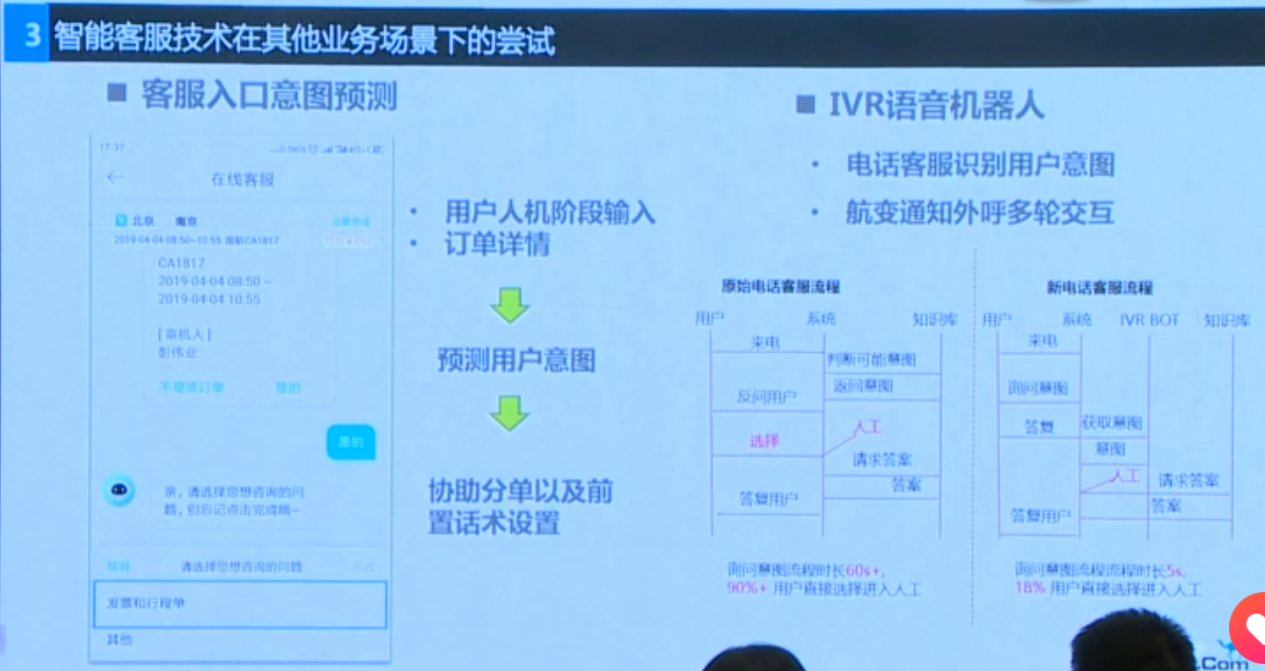 3 智能客服技术在其他业务场景下的尝试
■ 客服入口意图预测
17:37
在线客服
北京 南京
2019-04-04 08:50~10:55 国航CA1817
CA1817
2019-04-04 08:50 ~
2019-04-04 10:55
[乘机人]
彭伟业
不是该订单 是的
是的
亲，请选择您想咨询的问
题，别忘记点击完成哦~
取消 请选择您想咨询的问题 完成
发票和行程单
其他
• 用户人机阶段输入
• 订单详情
预测用户意图
协助分单以及前
置话术设置
■ IVR语音机器人
• 电话客服识别用户意图
• 航变通知外呼多轮交互
原始电话客服流程
用户 系统 知识库
来电
判断可能意图
返回意图
反问用户
人工
选择
请求答案
答案
答复用户
询问意图流程时长60s+,
90%+ 用户直接选择进入人工
新电话客服流程
用户 系统 IVR BOT 知识库
来电
询问意图
答复
获取意图
意图
人工
请求答案
答案
答复用户
询问意图流程流程时长5s,
18% 用户直接选择进入人工
.Com